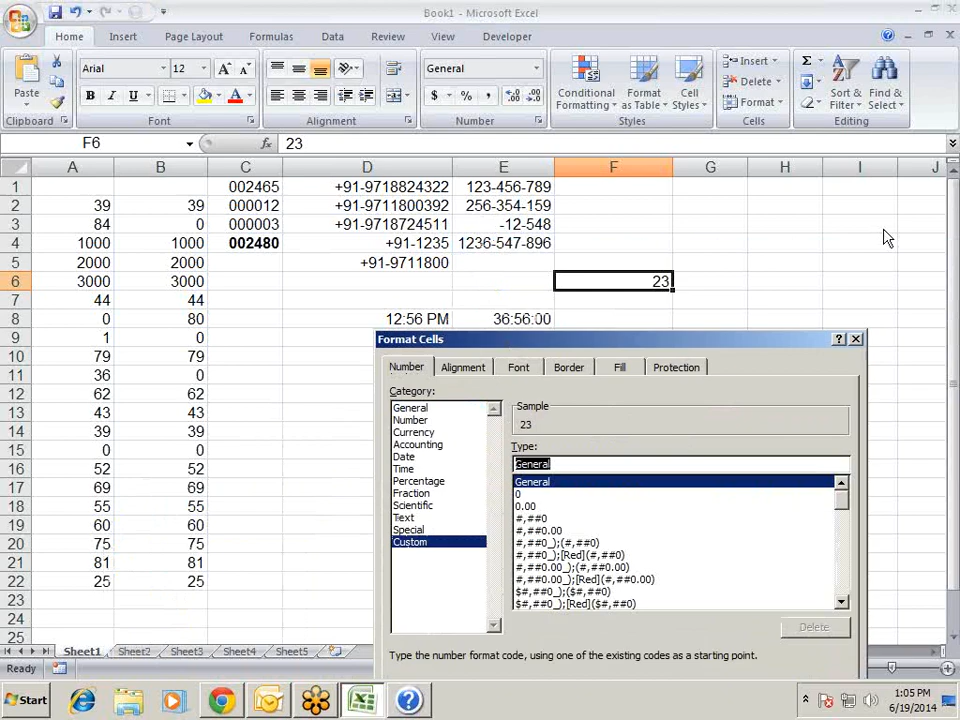 Book1 - Microsoft Excel
Home Insert Page Layout Formulas Data Review View Developer
Paste
Clipboard
Arial 12
B I U
Font
Alignment
General
$ % ,
Number
Conditional Formatting
Format as Table
Cell Styles
Styles
Insert
Delete
Format
Cells
Σ
Sort & Filter
Find & Select
Editing
F6 fx 23
A B C D E F G H I J
1 002465 +91-9718824322 123-456-789
2 39 39 000012 +91-9711800392 256-354-159
3 84 0 000003 +91-9718724511 -12-548
4 1000 1000 002480 +91-1235 1236-547-896
5 2000 2000 +91-9711800
6 3000 3000 23
7 44 44
8 0 80 12:56 PM 36:56:00
9 1 0
10 79 79
11 36 0
12 62 62
13 43 43
14 39 39
15 0 0
16 52 52
17 69 69
18 55 55
19 60 60
20 75 75
21 81 81
22 25 25
23
24
25
Format Cells
Number Alignment Font Border Fill Protection
Category:
General
Number
Currency
Accounting
Date
Time
Percentage
Fraction
Scientific
Text
Special
Custom
Sample
23
Type:
General
General
0
0.00
#,##0
#,##0.00
#,##0_);(#,##0)
#,##0_);[Red](#,##0)
#,##0.00_);(#,##0.00)
#,##0.00_);[Red](#,##0.00)
$#,##0_);($#,##0)
$#,##0_);[Red]($#,##0)
Delete
Type the number format code, using one of the existing codes as a starting point.
Sheet1 Sheet2 Sheet3 Sheet4 Sheet5
Ready
Start
1:05 PM
6/19/2014